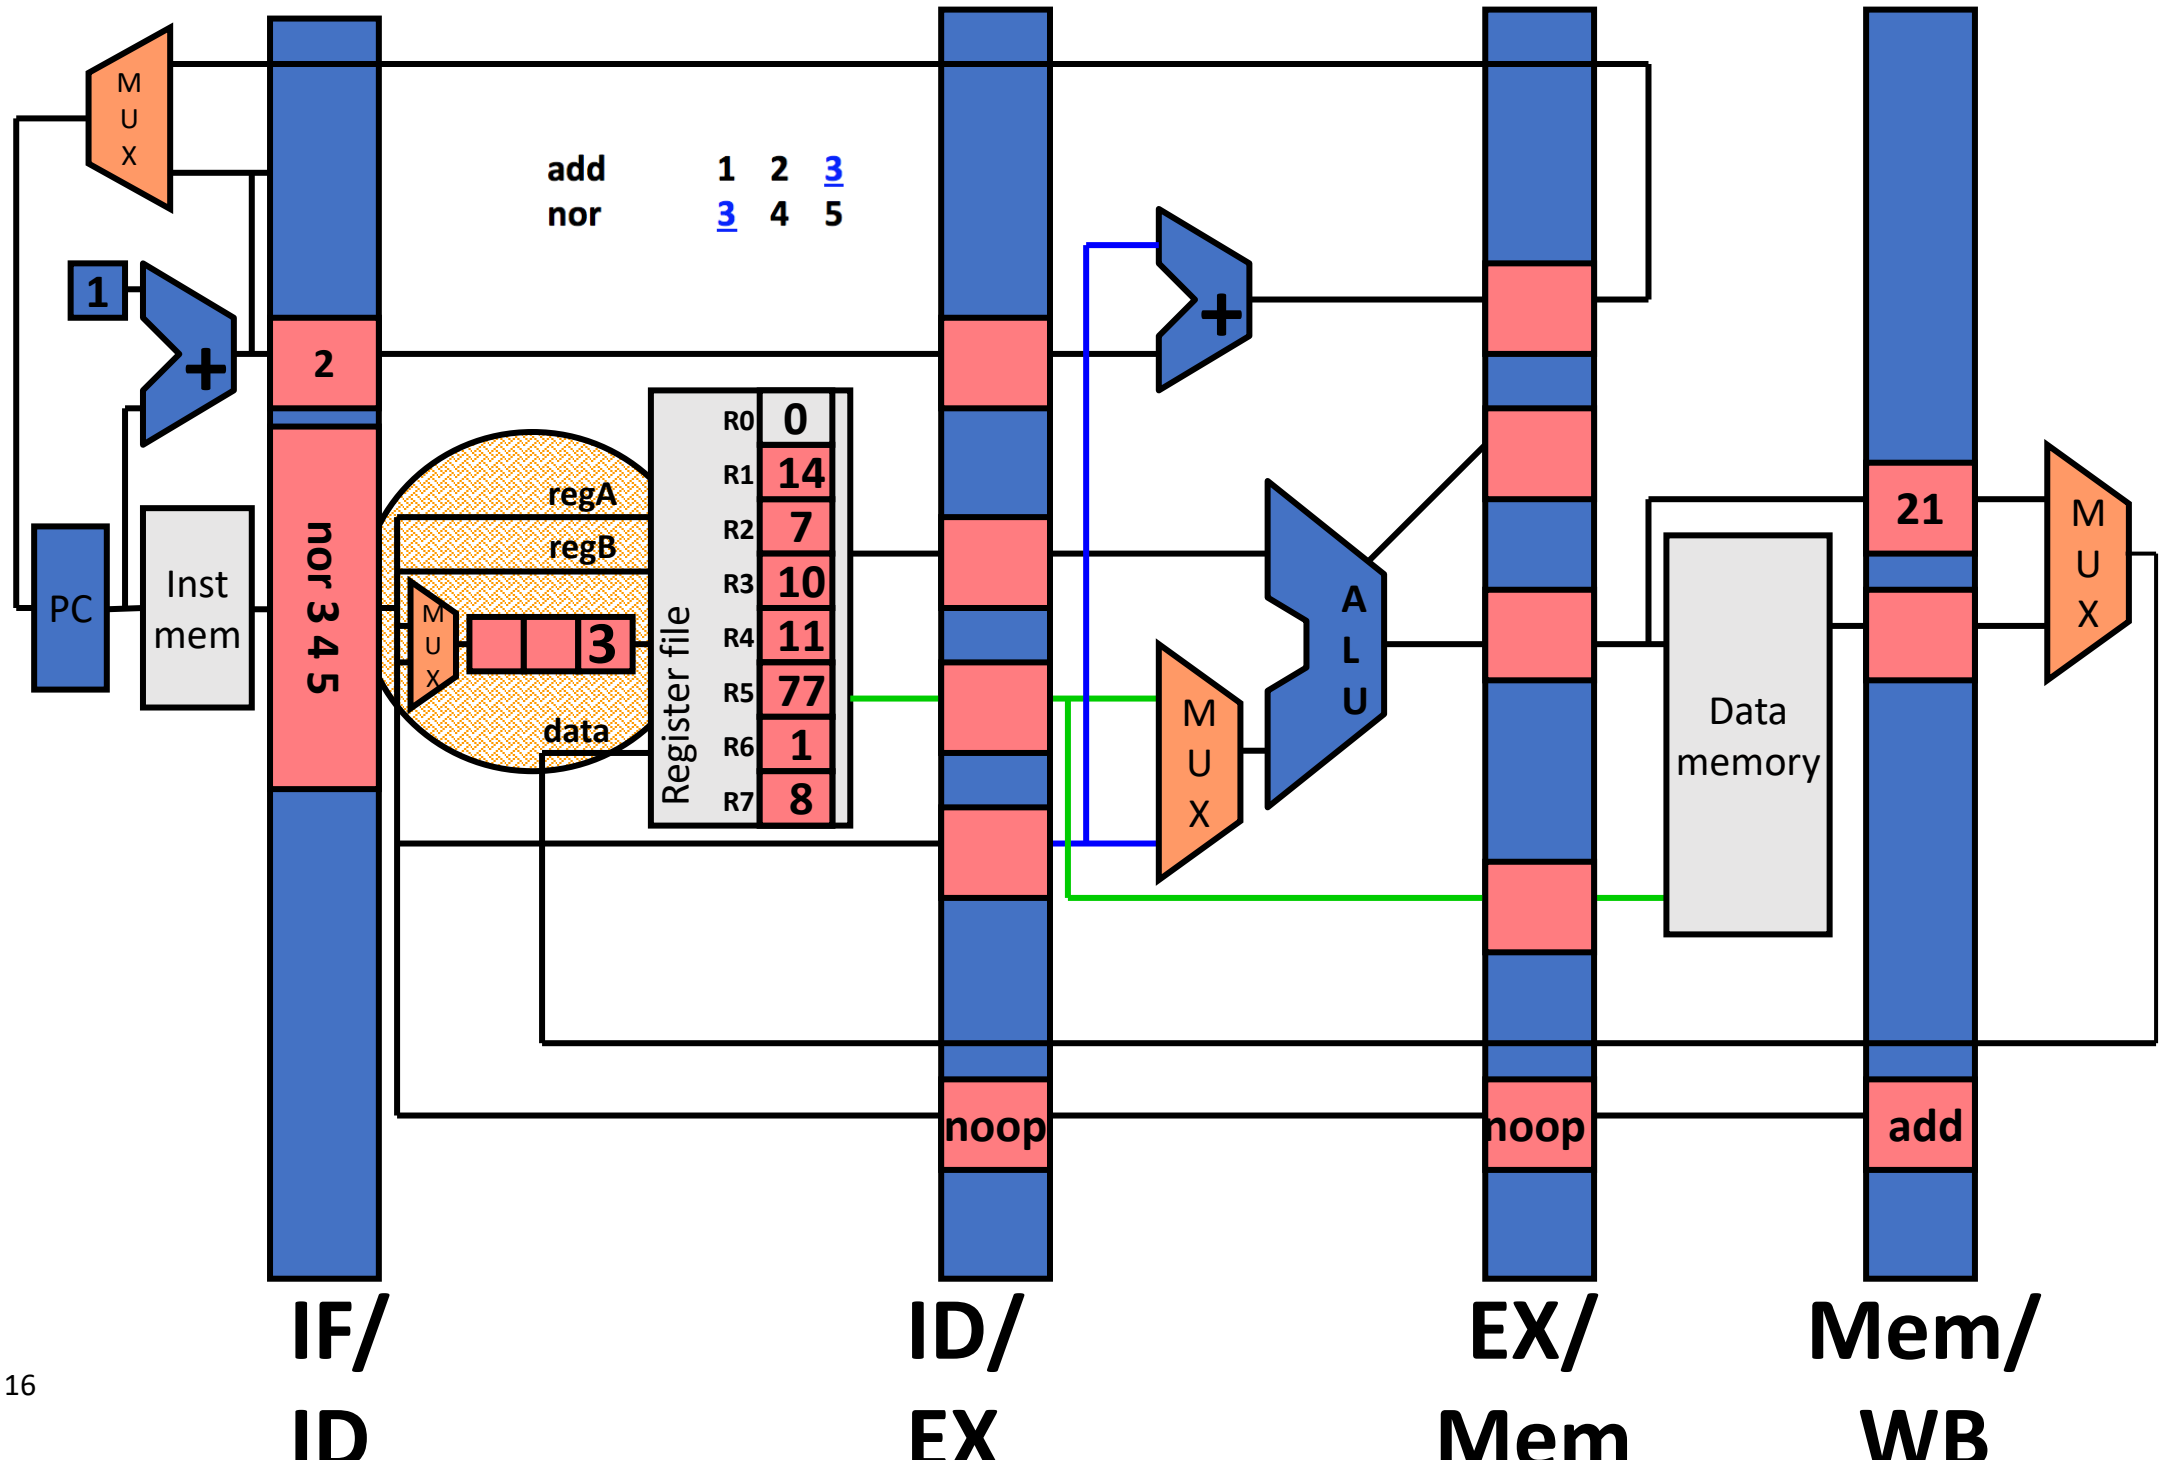 M
U
X
add 1 2 3
nor 3 4 5
1
+
2
+
R0 0
R1 14
R2 7
R3 10
R4 11
R5 77
R6 1
R7 8
Register file
regA
regB
M
U
X
3
data
nor 3 4 5
PC
Inst
mem
M
U
X
A
L
U
21
M
U
X
Data
memory
noop
noop
add
IF/
ID
ID/
EX
EX/
Mem
Mem/
WB
16